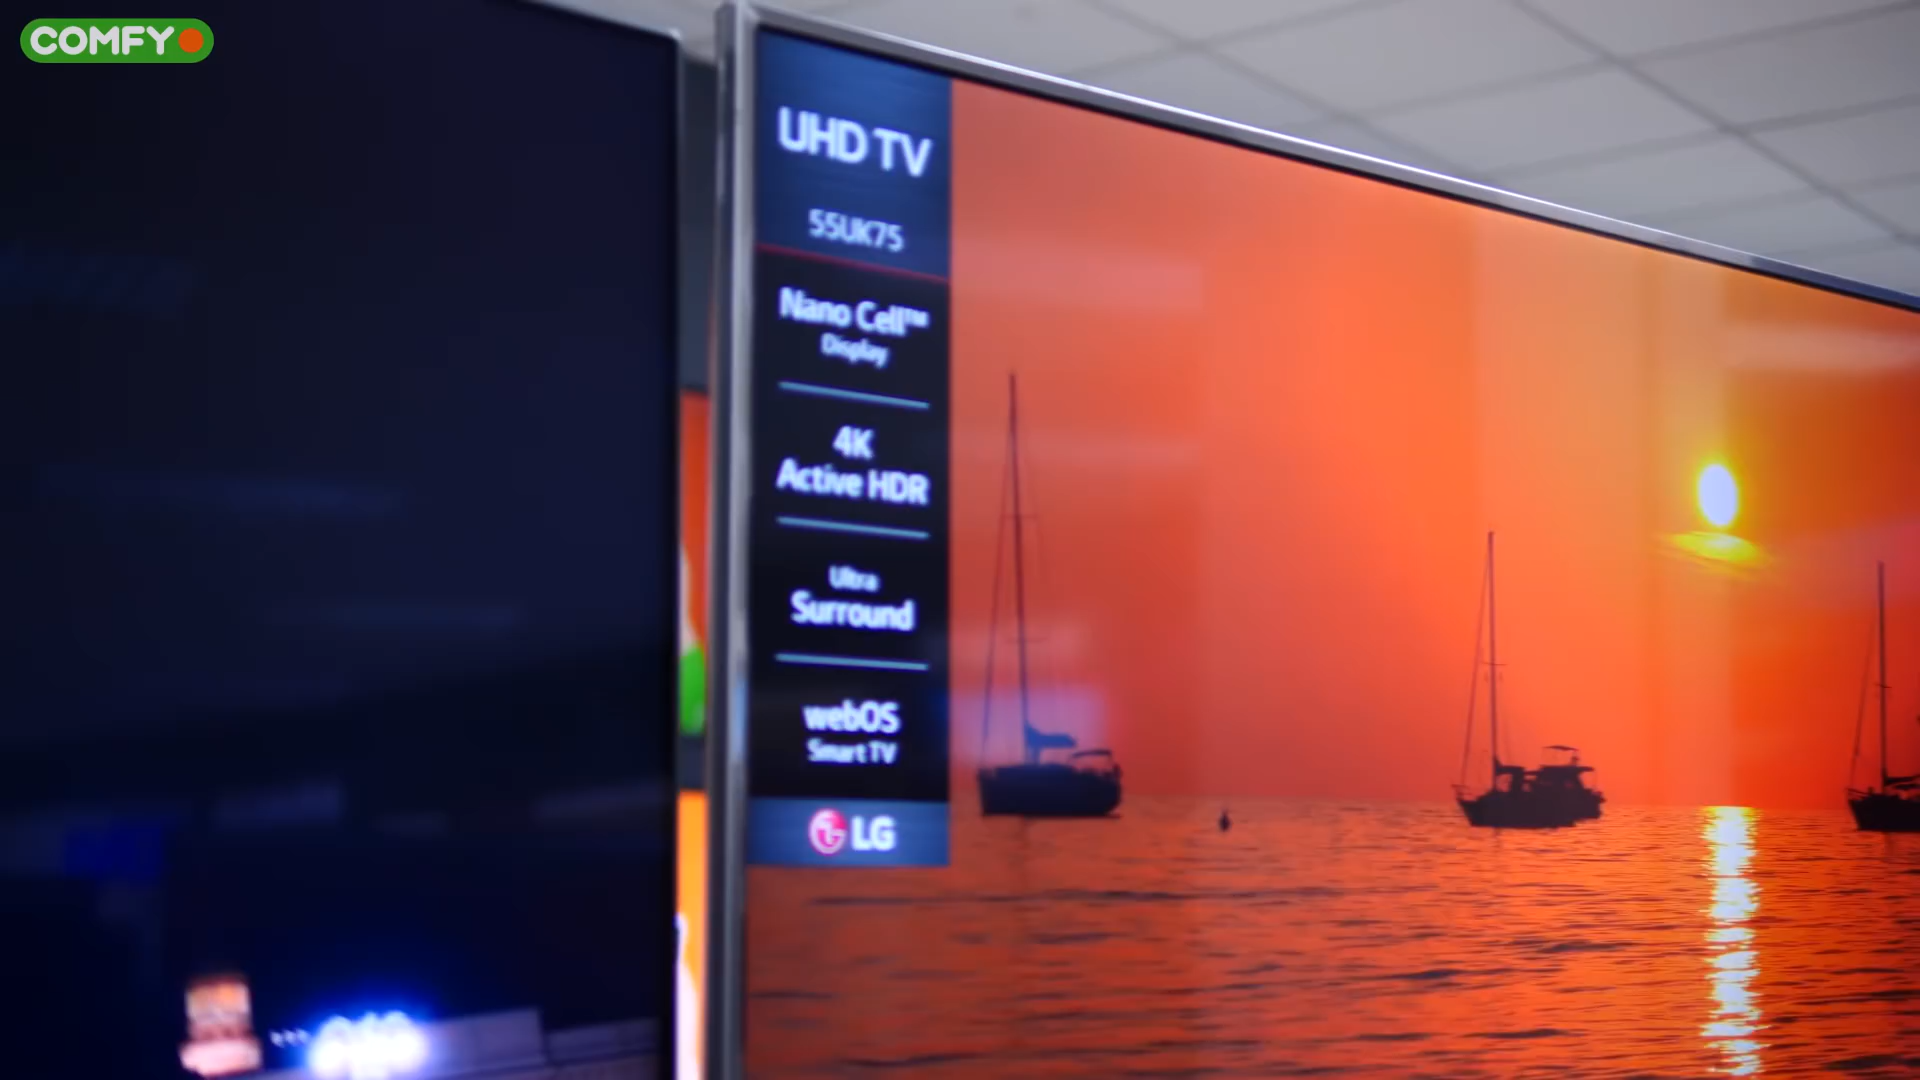 COMFY
UHD TV
55UK75
Nano Cell™
Display
4K
Active HDR
Ultra
Surround
webOS
Smart TV
LG